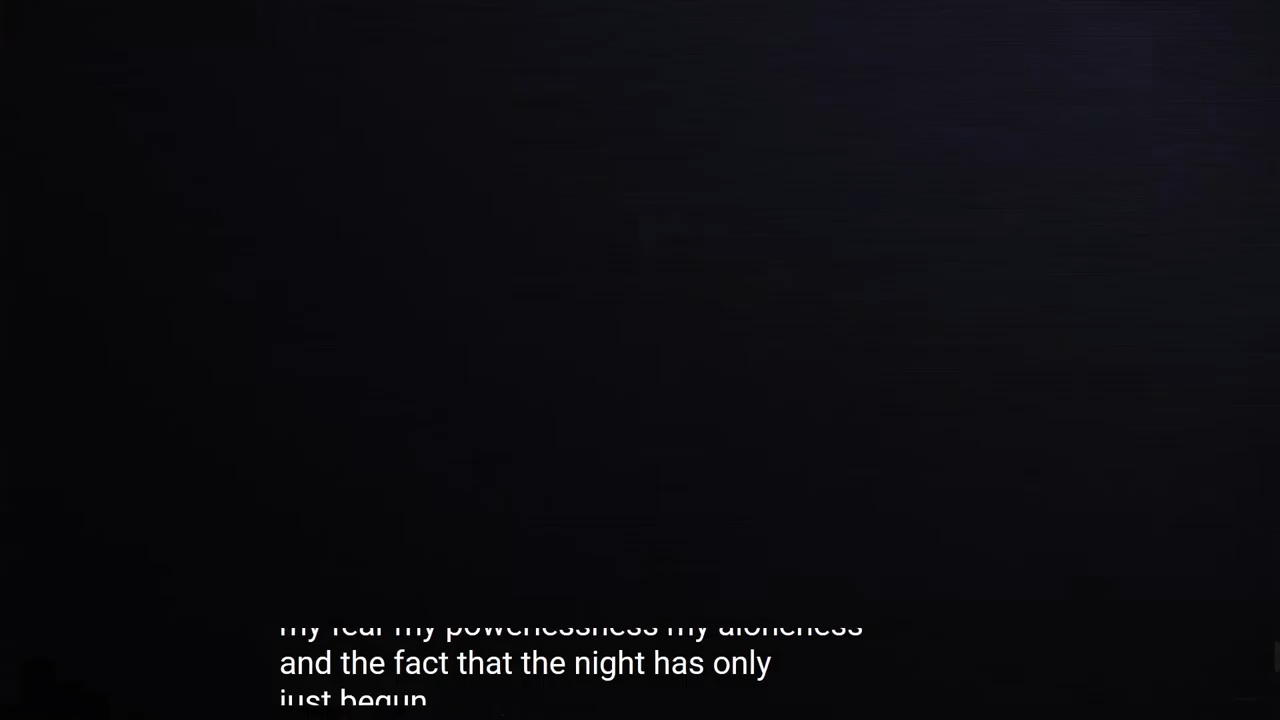 my fear my powerlessness my aloneness
and the fact that the night has only
just begun